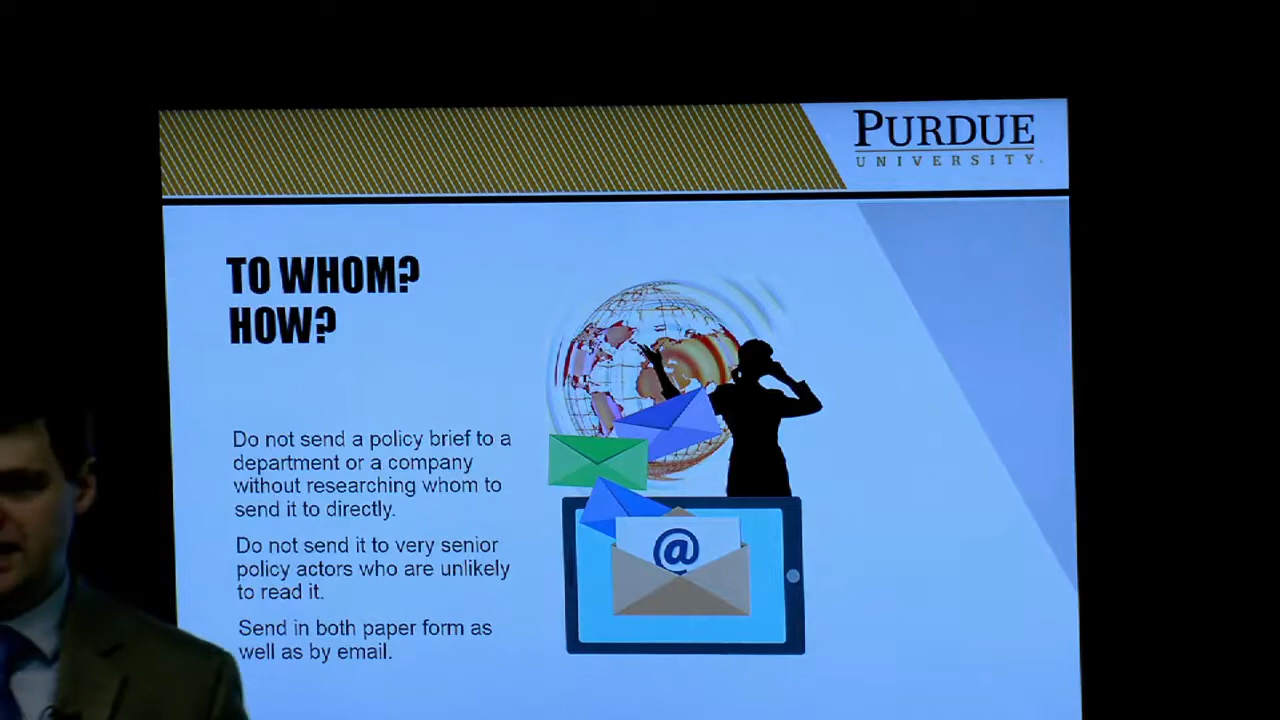 PURDUE
UNIVERSITY.
TO WHOM?
HOW?
Do not send a policy brief to a
department or a company
without researching whom to
send it to directly.
Do not send it to very senior
policy actors who are unlikely
to read it.
Send in both paper form as
well as by email.
@